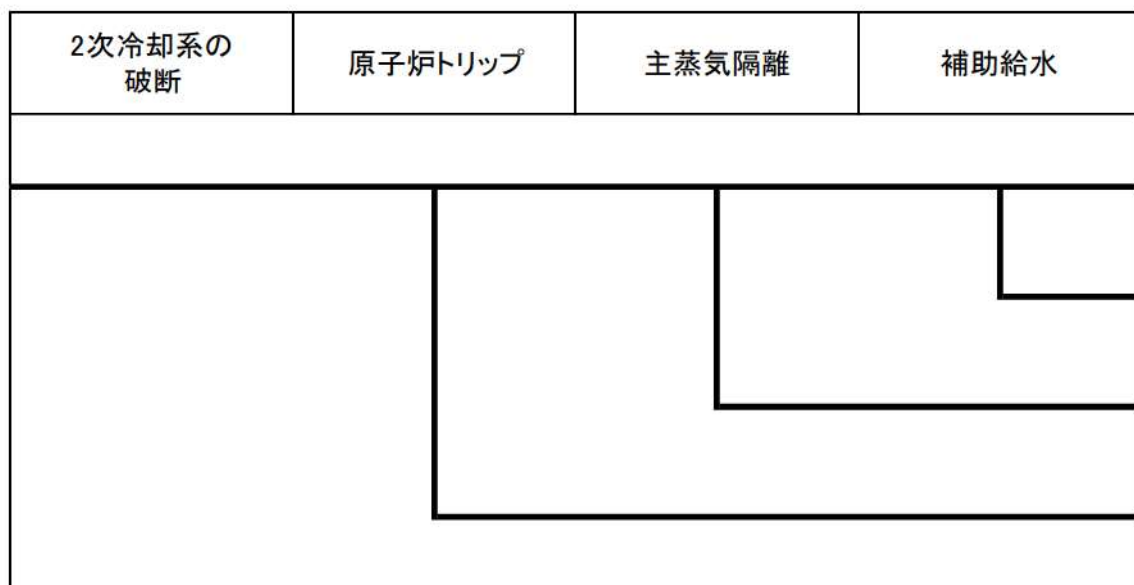 2次冷却系の
破断
原子炉トリップ
主蒸気隔離
補助給水